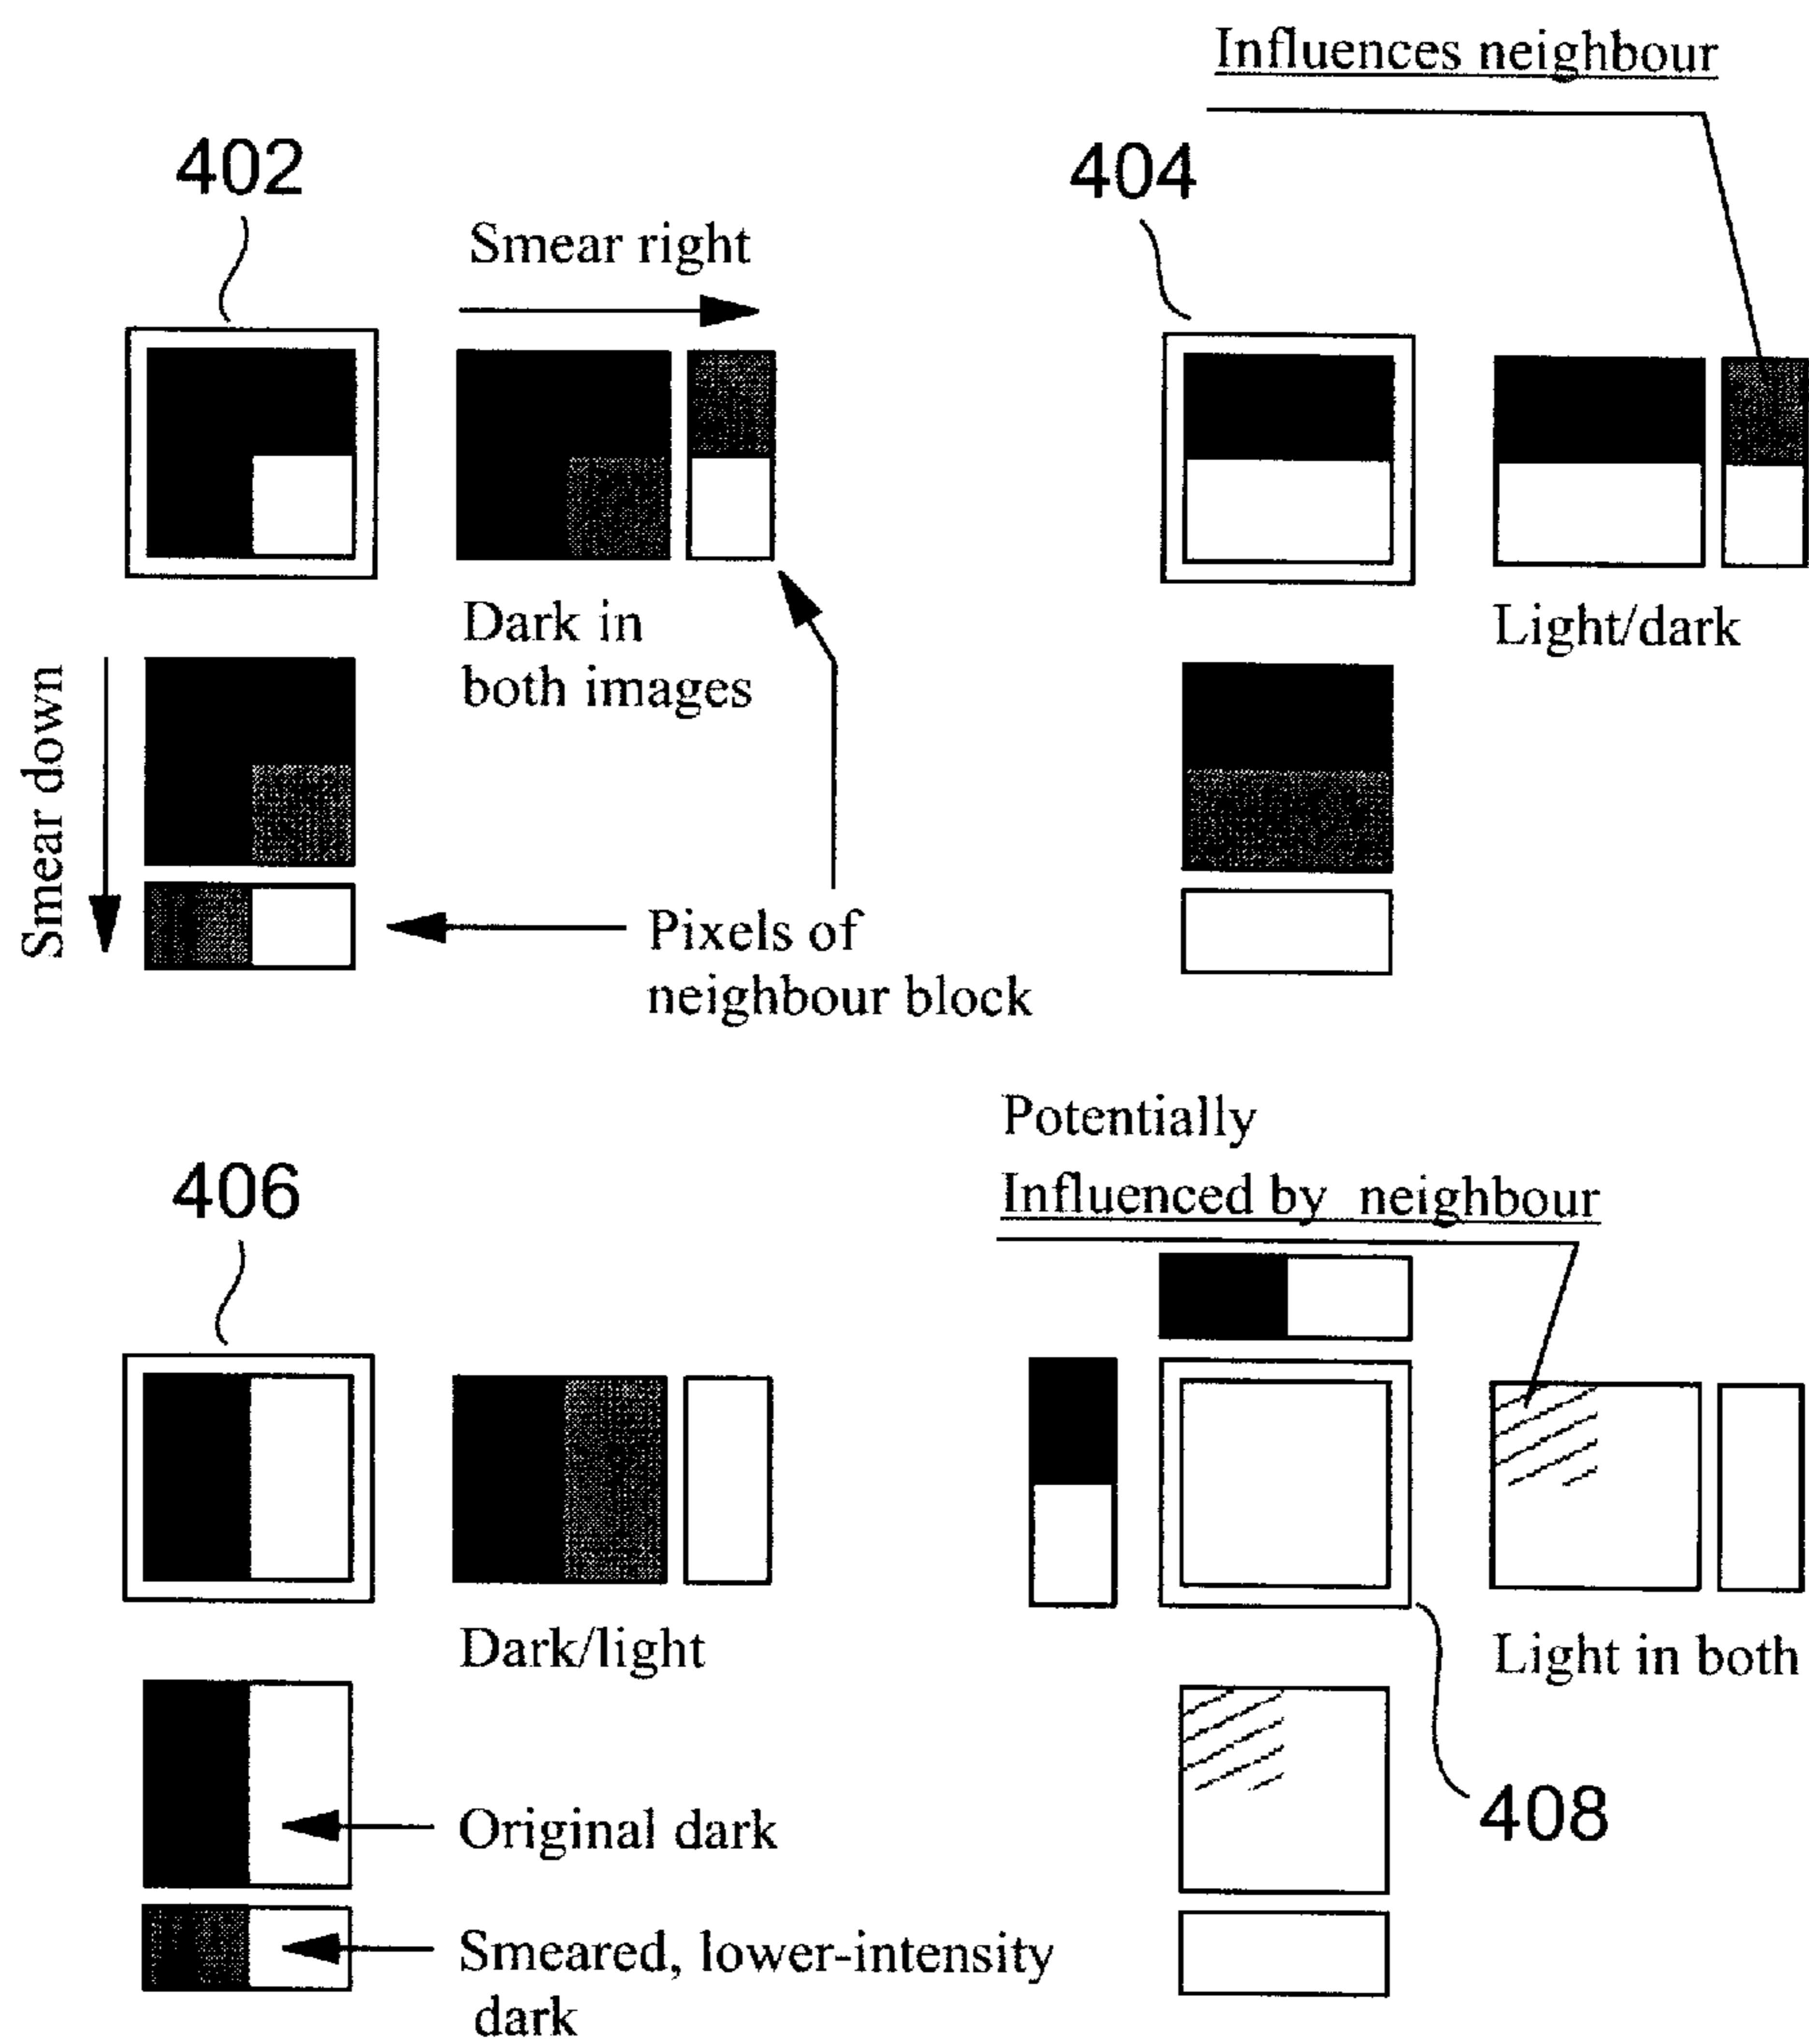 Influences neighbour
402
404
Smear right
Dark in
both images
Light/dark
Smear down
Pixels of
neighbour block
Potentially
Influenced by neighbour
406
Dark/light
Light in both
Original dark
408
Smeared, lower-intensity
dark